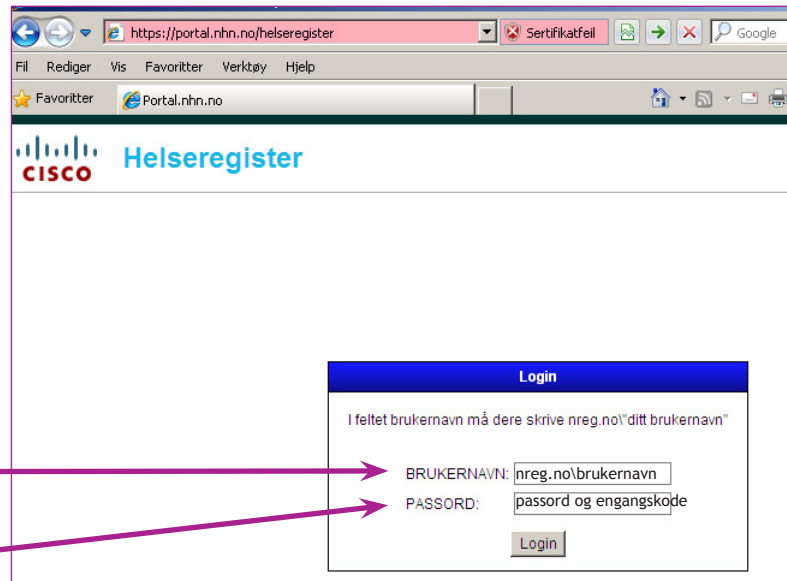 https://portal.nhn.no/helseregister Sertifikatfeil Google
Fil Rediger Vis Favoritter Verktøy Hjelp
Favoritter Portal.nhn.no
CISCO Helseregister
Login
I feltet brukernavn må dere skrive nreg.no\"ditt brukernavn"
BRUKERNAVN: nreg.no\brukernavn
PASSORD: passord og engangskode
Login